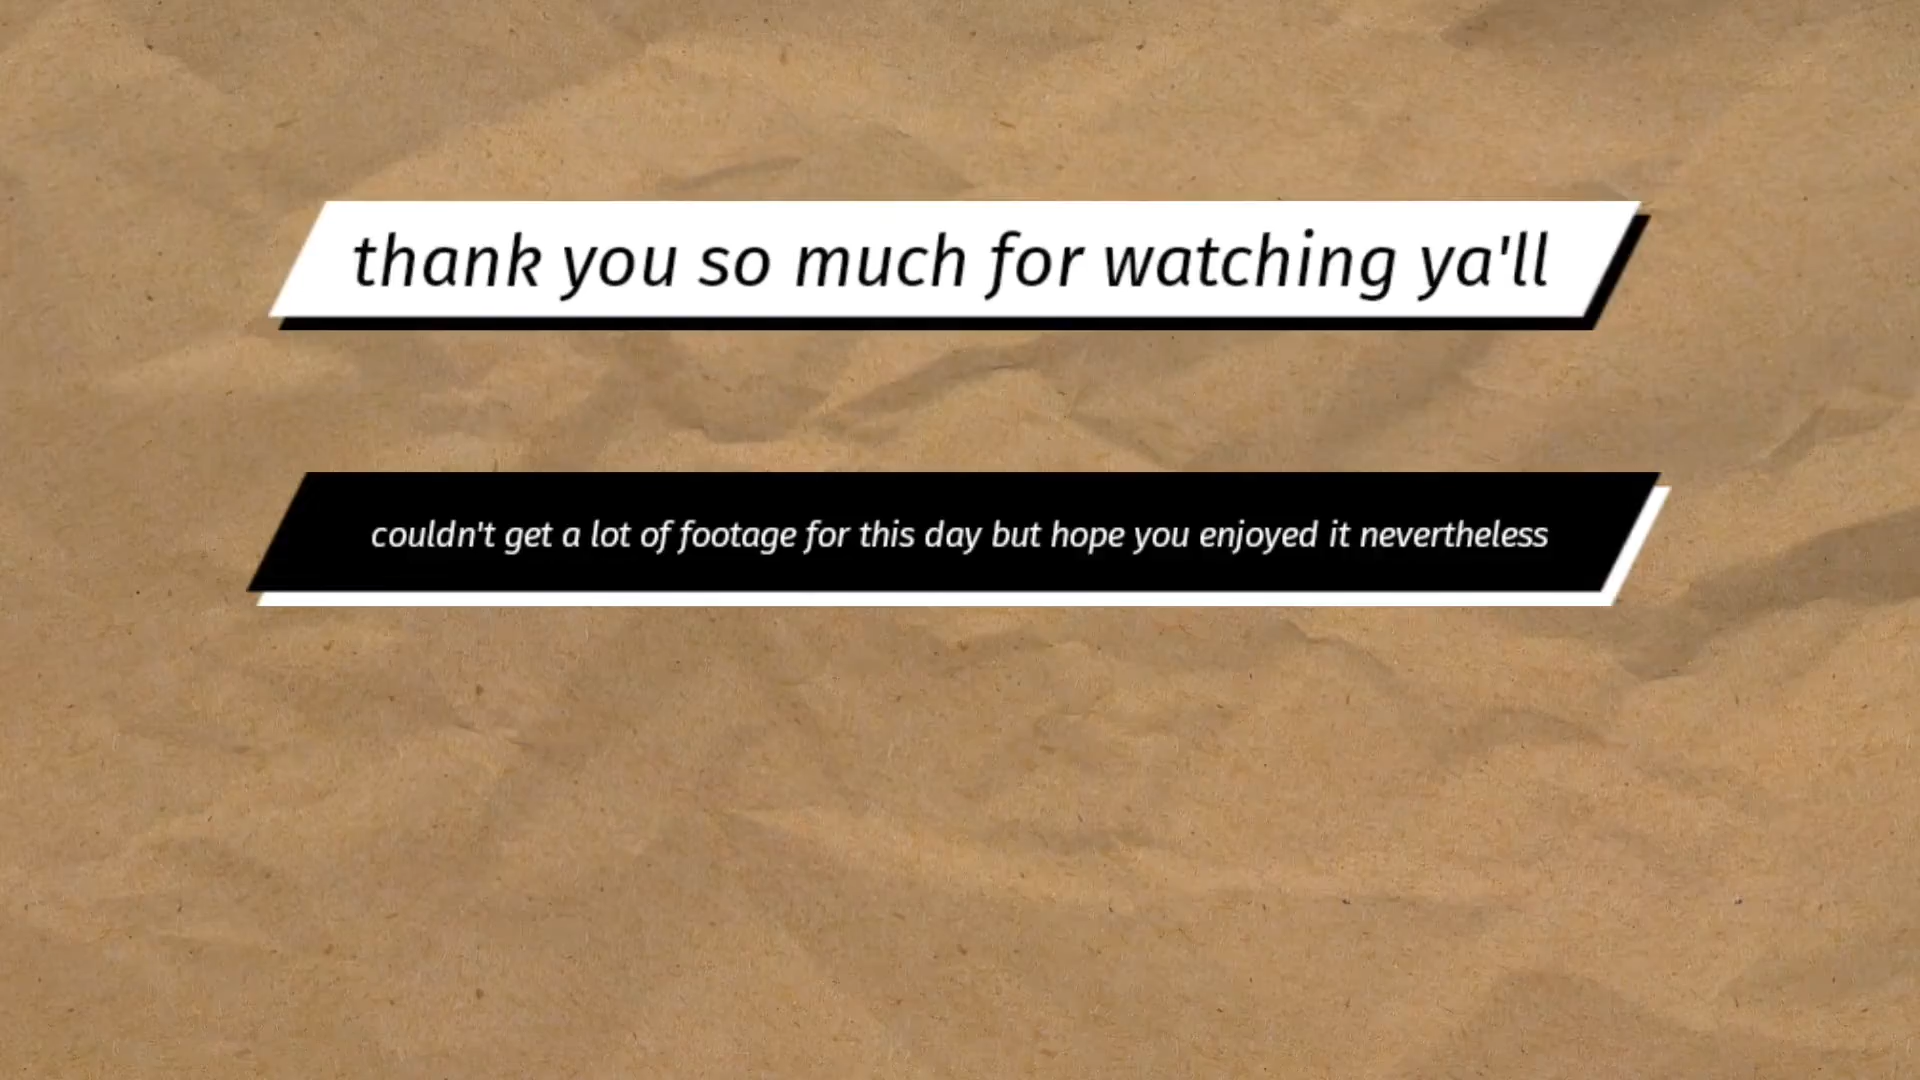 thank you so much for watching ya'll
couldn't get a lot of footage for this day but hope you enjoyed it nevertheless